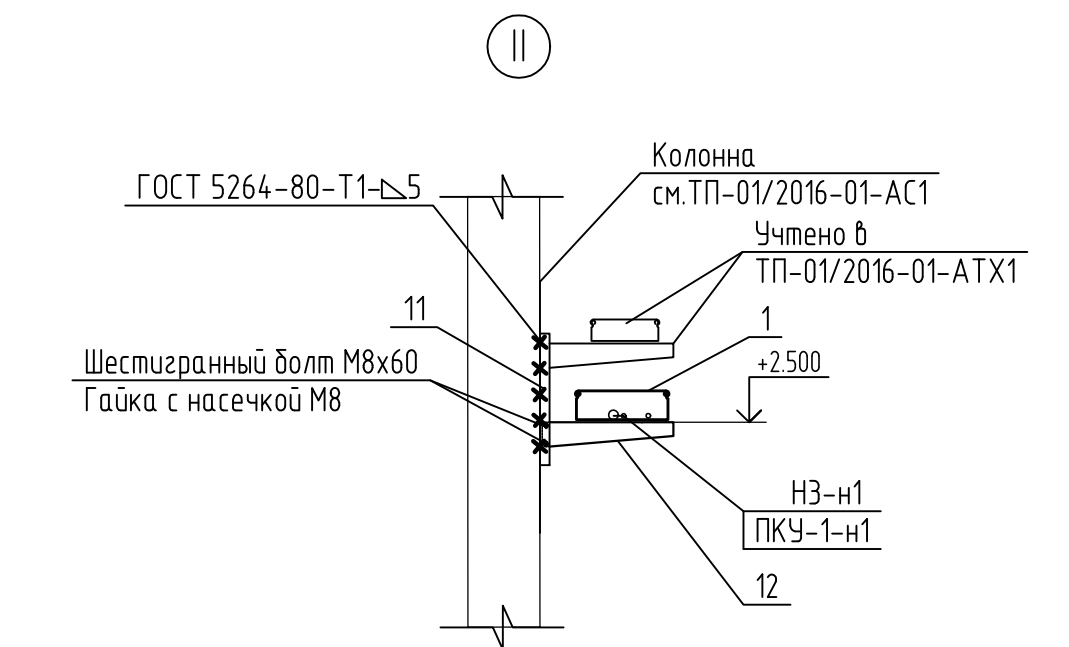 II
Колонна
см.ТП-01/2016-01-АС1
ГОСТ 5264-80-Т1-◺5
Учтено в
ТП-01/2016-01-АТХ1
11
1
Шестигранный болт М8х60
+2.500
Гайка с насечкой М8
НЗ-н1
ПКУ-1-н1
12